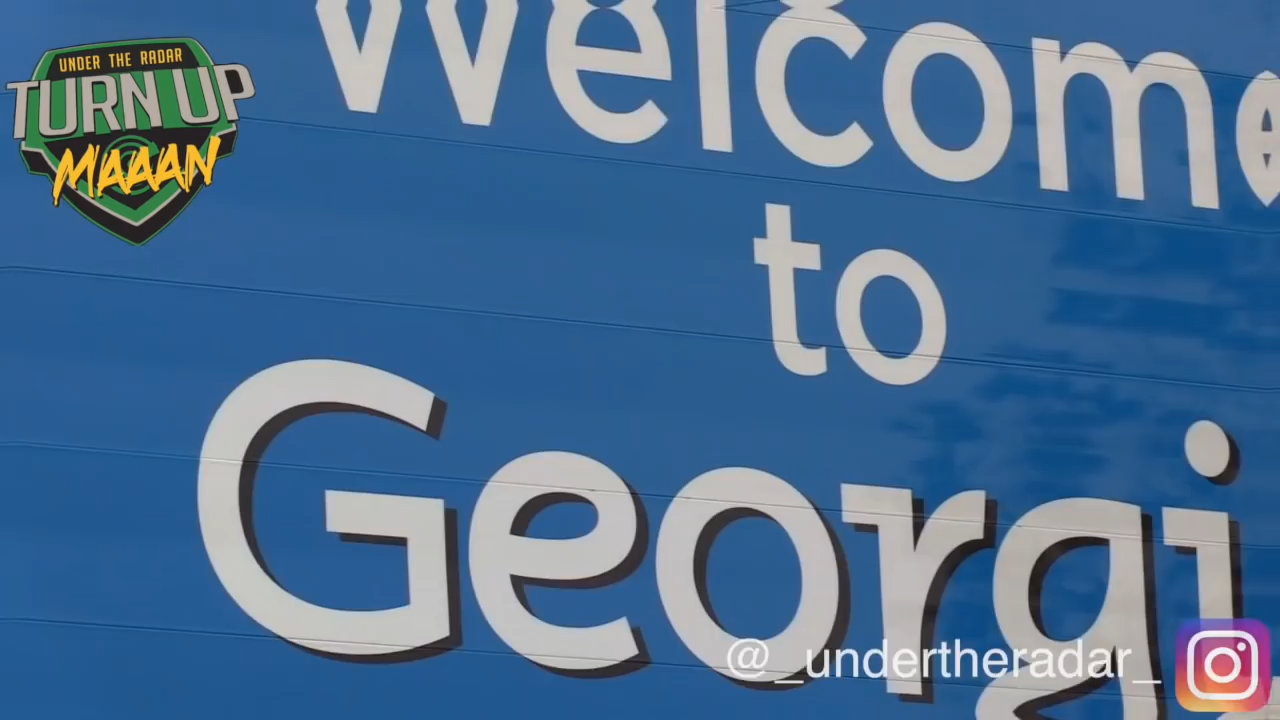 UNDER THE RADAR
TURN UP
MAAAN
Welcome
to
Georgi
@_undertheradar_